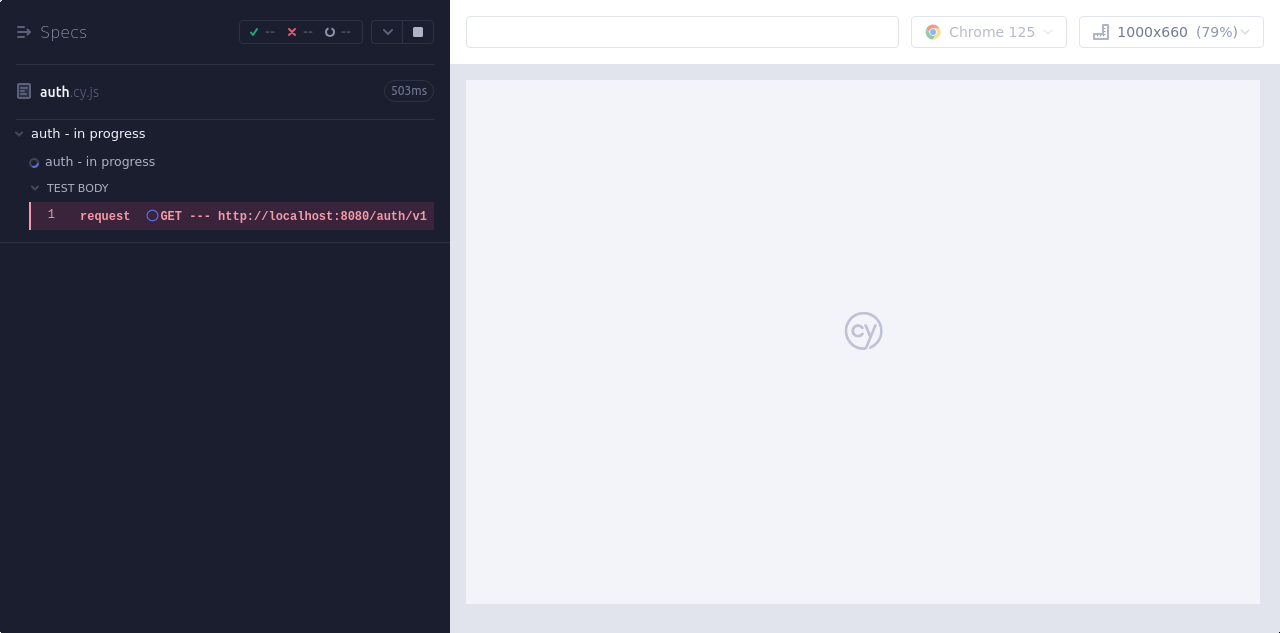 Specs
-- -- --
auth.cy.js
503ms
auth - in progress
auth - in progress
TEST BODY
1 request GET --- http://localhost:8080/auth/v1
Chrome 125
1000x660 (79%)
cy